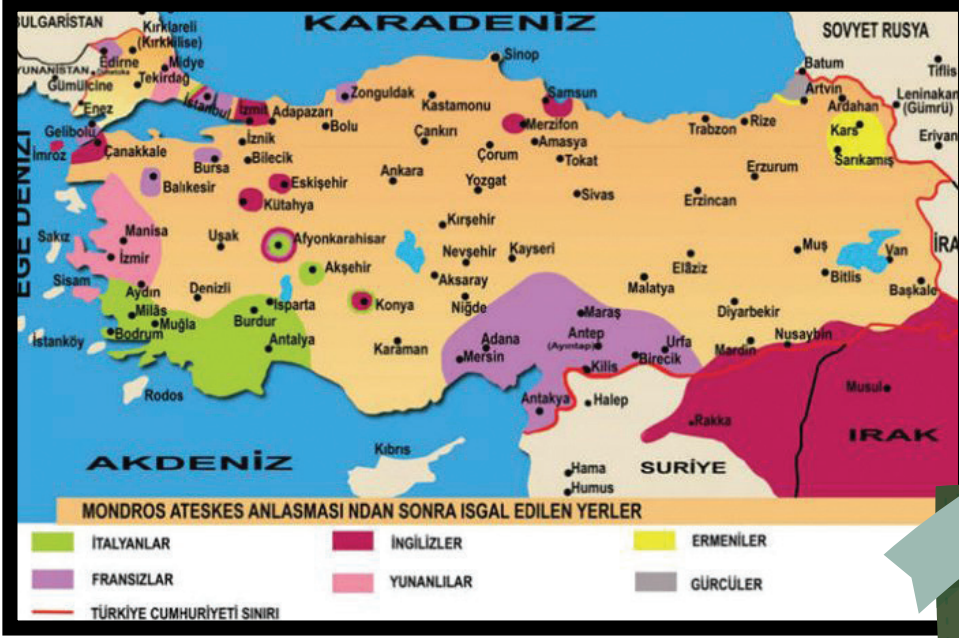 KARADENİZ
BULGARİSTAN
SOVYET RUSYA
Kırklareli
(Kırkkilise)
Sinop
Edirne
Midye
Batum
Tiflis
YUNANİSTAN
Gümülcine
Tekirdağ
Zonguldak
Samsun
Artvin
Leninakan
(Gümrü)
İstanbul
İzmit
Adapazarı
Kastamonu
Ardahan
Enez
Bolu
Merzifon
Trabzon
Rize
Kars
Gelibolu
İznik
Çankırı
Amasya
Erivan
İmroz
Çanakkale
Bilecik
Çorum
Tokat
Sarıkamış
Bursa
Ankara
Erzurum
EGE DENİZİ
Balıkesir
Eskişehir
Yozgat
Sivas
Erzincan
Kütahya
Kırşehir
Sakız
Manisa
Uşak
Afyonkarahisar
Nevşehir
Kayseri
Muş
Van
İRA
İzmir
Akşehir
Elâziz
Bitlis
Sisam
Aksaray
Malatya
Başkale
Aydın
Denizli
Isparta
Konya
Niğde
Diyarbekir
Milâs
Burdur
Maraş
Muğla
Adana
Antep
(Ayıntap)
Urfa
Nusaybin
İstanköy
Bodrum
Antalya
Karaman
Mersin
Birecik
Mardin
Kilis
Rodos
Antakya
Halep
Musul
Rakka
IRAK
Kıbrıs
AKDENİZ
Hama
SURİYE
Humus
MONDROS ATESKES ANLASMASI NDAN SONRA ISGAL EDILEN YERLER
İTALYANLAR
İNGİLİZLER
ERMENİLER
FRANSIZLAR
YUNANLILAR
GÜRCÜLER
TÜRKİYE CUMHURİYETİ SINIRI